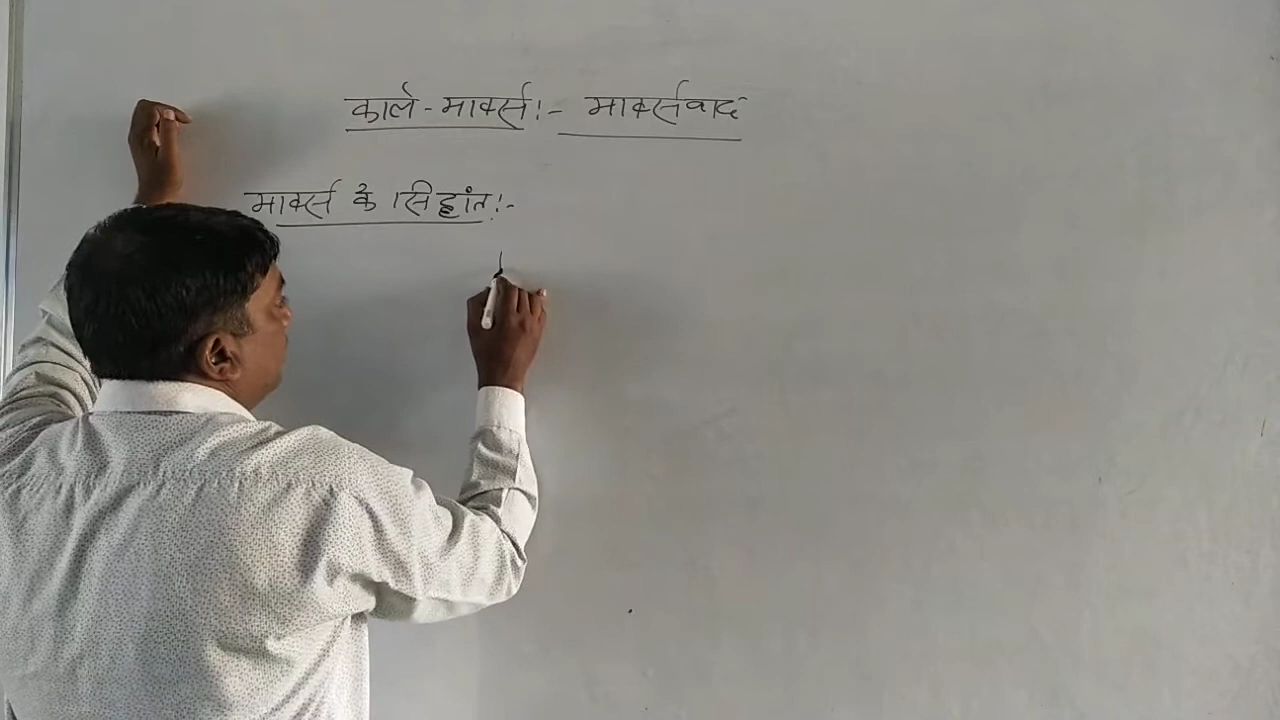 काले - मार्क्स :- मार्क्सवाद
मार्क्स के सिद्धांत :-